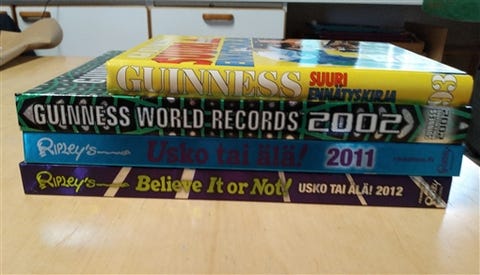 GUINNESS SUURI ENNÄTYSKIRJA 93
GUINNESS WORLD RECORDS 2002
RIPLEY'S Usko tai älä! 2011
RIPLEY'S Believe It or Not! USKO TAI ÄLÄ! 2012